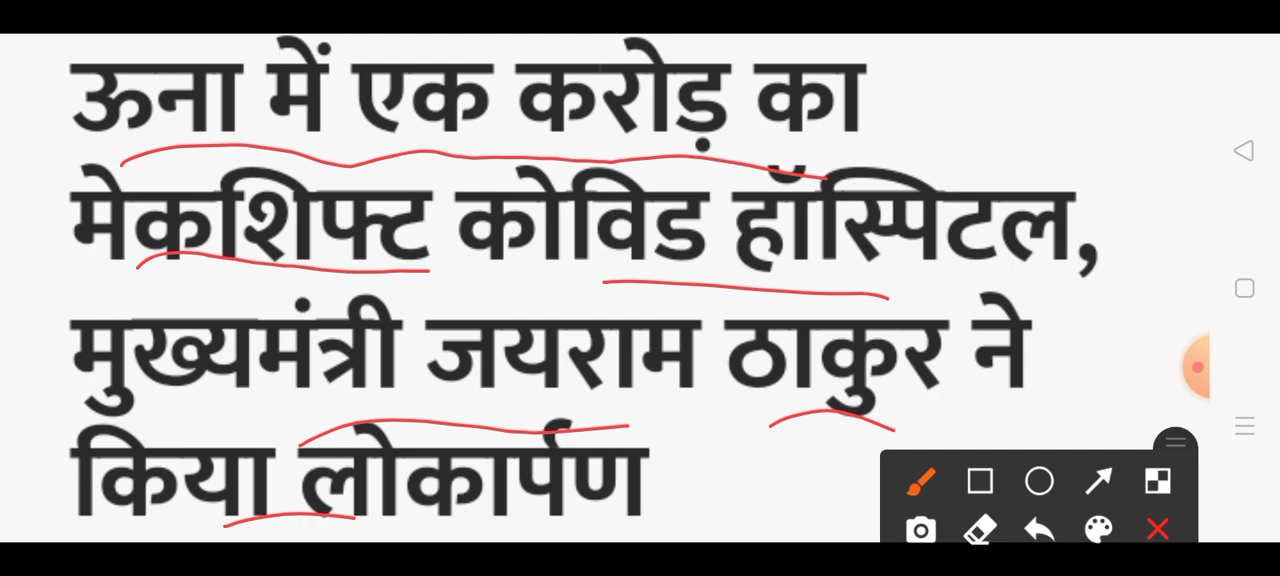 ऊना में एक करोड़ का
मेकशिफ्ट कोविड हॉस्पिटल,
मुख्यमंत्री जयराम ठाकुर ने
किया लोकार्पण